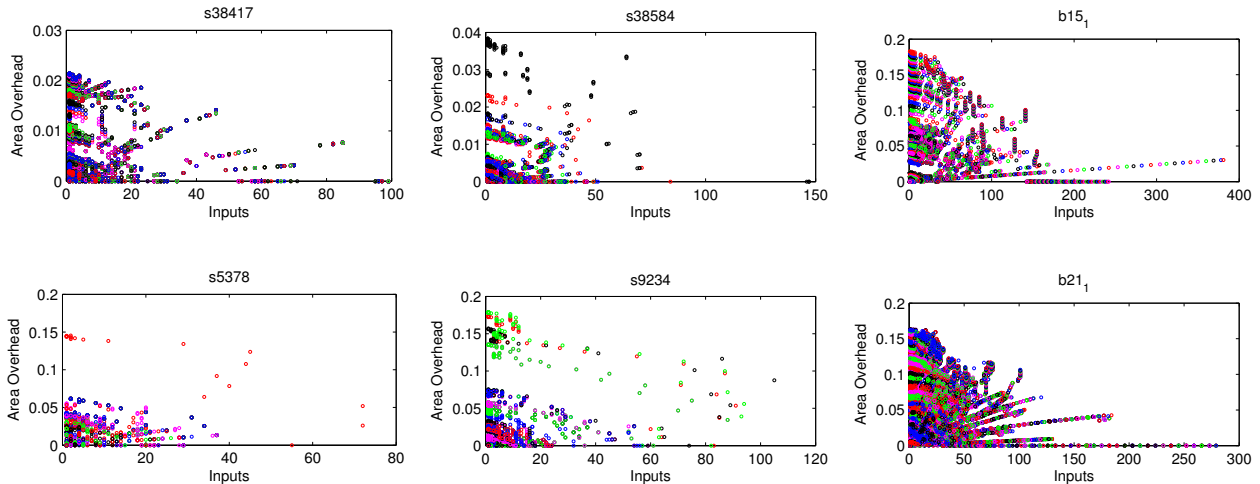 s38417
0.03
0.02
0.01
0
0 20 40 60 80 100
Area Overhead
Inputs
s38584
0.04
0.03
0.02
0.01
0
0 50 100 150
Area Overhead
Inputs
b15₁
0.2
0.15
0.1
0.05
0
0 100 200 300 400
Area Overhead
Inputs
s5378
0.2
0.15
0.1
0.05
0
0 20 40 60 80
Area Overhead
Inputs
s9234
0.2
0.15
0.1
0.05
0
0 20 40 60 80 100 120
Area Overhead
Inputs
b21₁
0.2
0.15
0.1
0.05
0
0 50 100 150 200 250 300
Area Overhead
Inputs